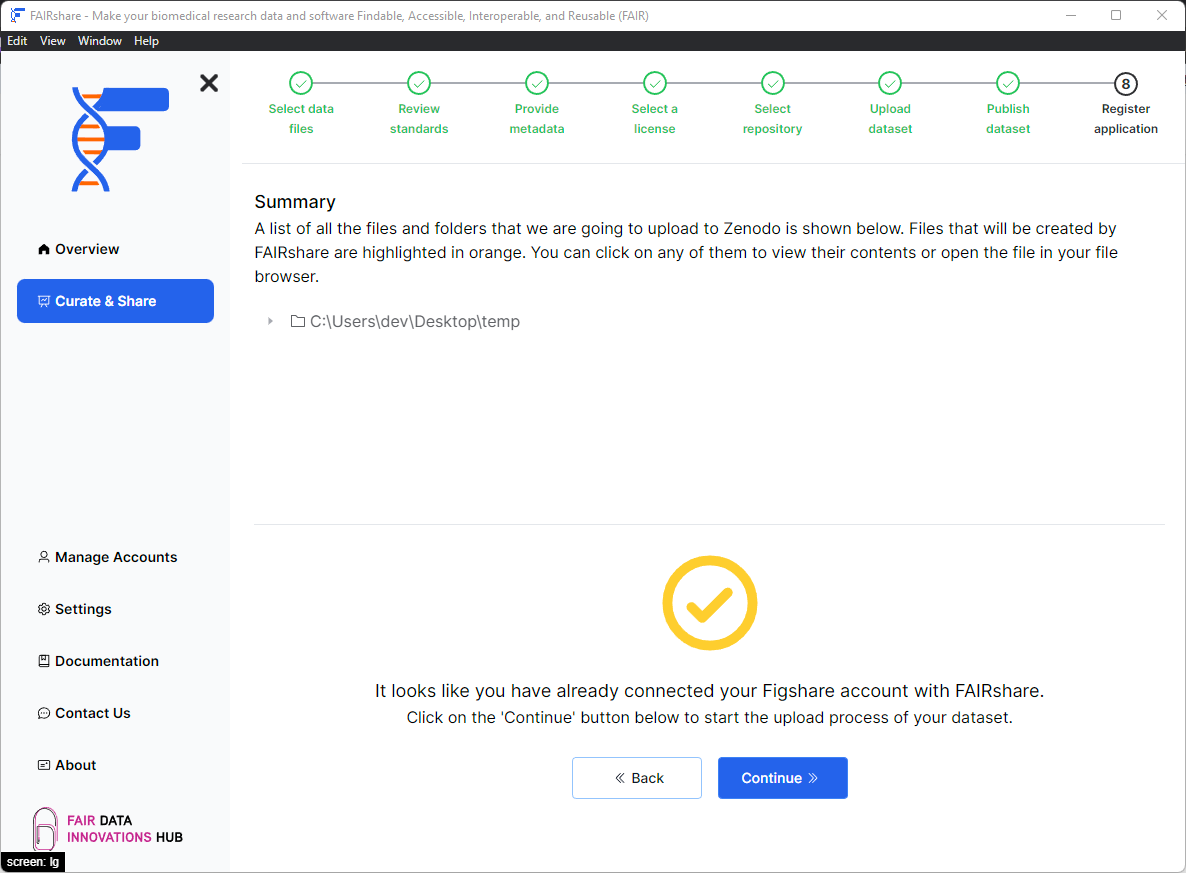 FAIRshare - Make your biomedical research data and software Findable, Accessible, Interoperable, and Reusable (FAIR)
Edit View Window Help
Select data files
Review standards
Provide metadata
Select a license
Select repository
Upload dataset
Publish dataset
8
Register application
Overview
Curate & Share
Manage Accounts
Settings
Documentation
Contact Us
About
FAIR DATA
INNOVATIONS HUB
screen: lg
Summary
A list of all the files and folders that we are going to upload to Zenodo is shown below. Files that will be created by
FAIRshare are highlighted in orange. You can click on any of them to view their contents or open the file in your file
browser.
C:\Users\dev\Desktop\temp
It looks like you have already connected your Figshare account with FAIRshare.
Click on the 'Continue' button below to start the upload process of your dataset.
Back
Continue